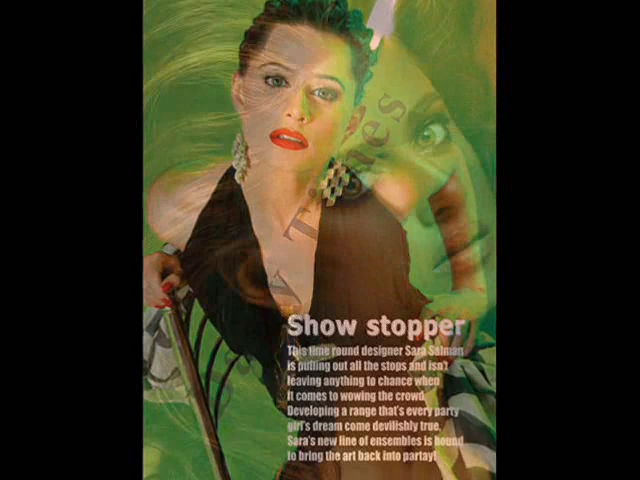 Times
Show stopper
This time round designer Sara Salman
is pulling out all the stops and isn't
leaving anything to chance when
it comes to wowing the crowd.
Developing a range that's every party
girl's dream come devilishly true.
Sara's new line of ensembles is bound
to bring the art back into partay!